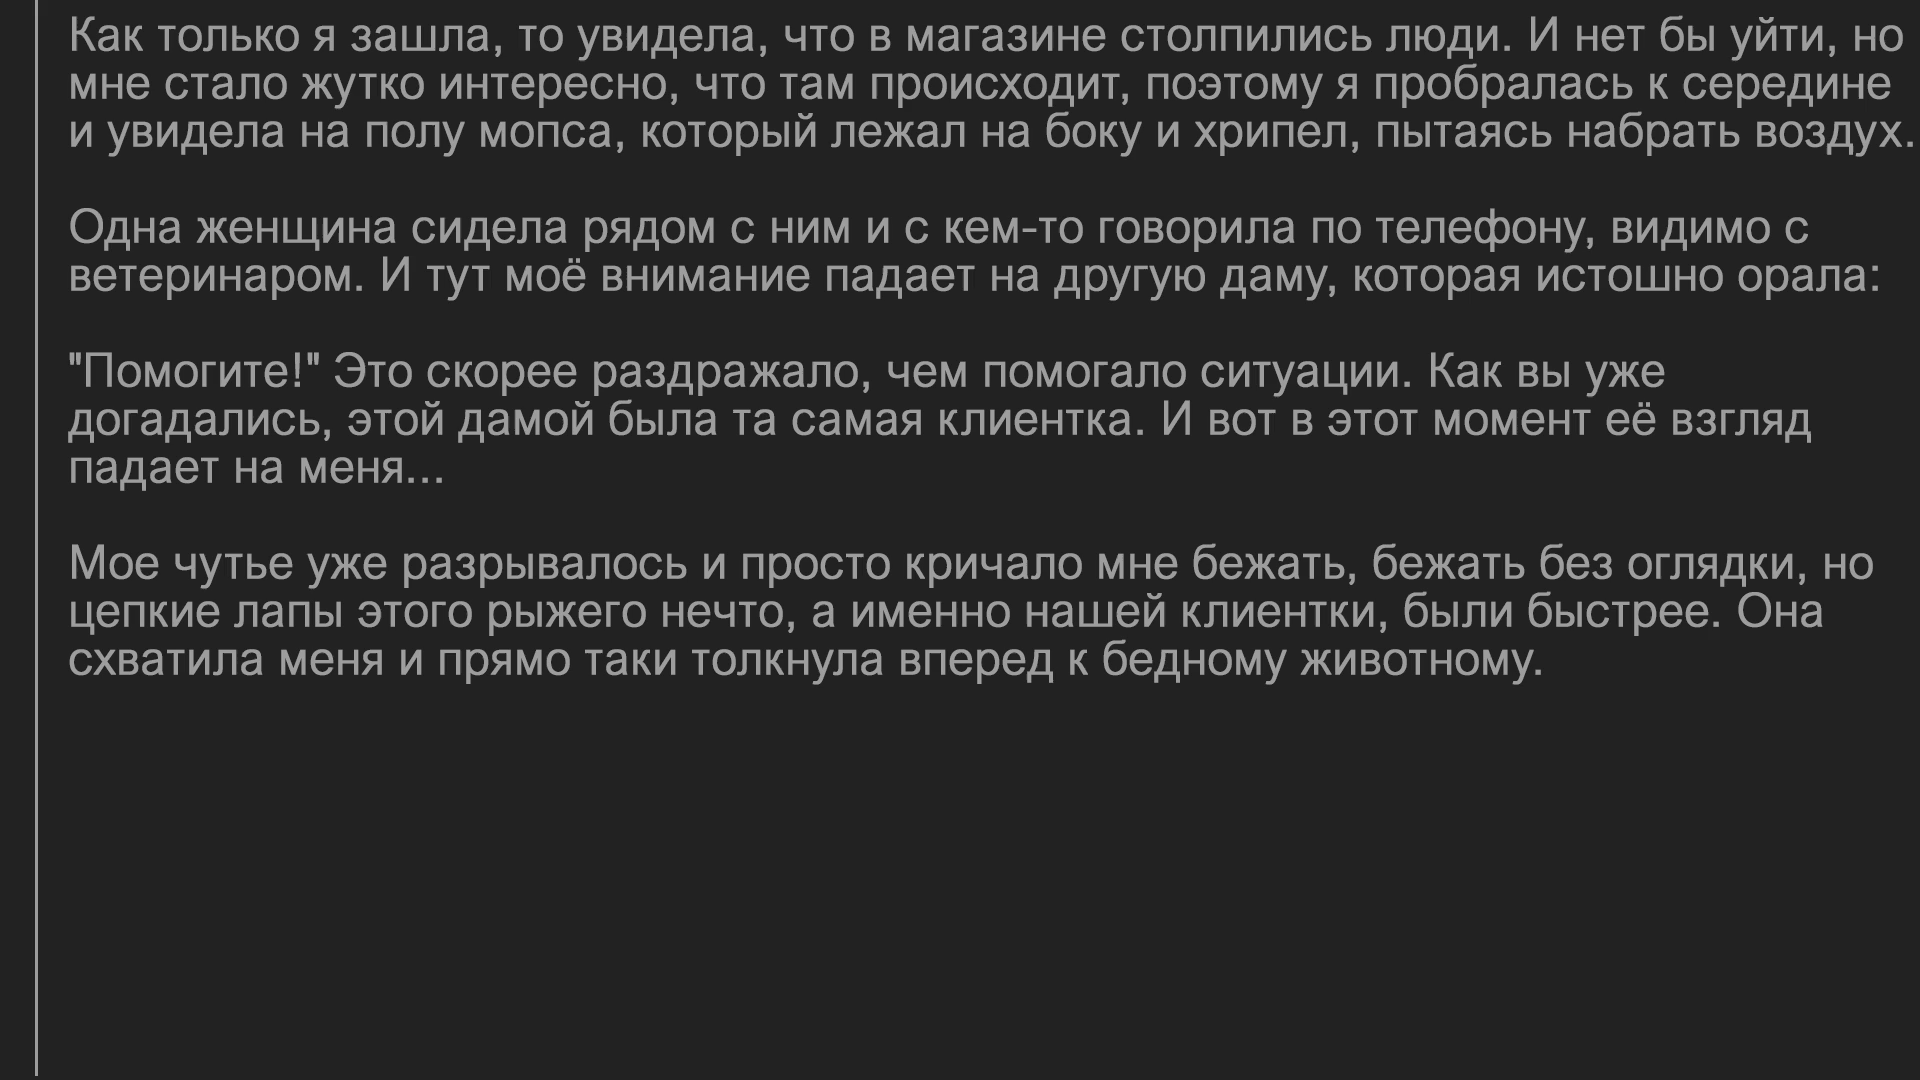 Как только я зашла, то увидела, что в магазине столпились люди. И нет бы уйти, но
мне стало жутко интересно, что там происходит, поэтому я пробралась к середине
и увидела на полу мопса, который лежал на боку и хрипел, пытаясь набрать воздух.
Одна женщина сидела рядом с ним и с кем-то говорила по телефону, видимо с
ветеринаром. И тут моё внимание падает на другую даму, которая истошно орала:
"Помогите!" Это скорее раздражало, чем помогало ситуации. Как вы уже
догадались, этой дамой была та самая клиентка. И вот в этот момент её взгляд
падает на меня...
Мое чутье уже разрывалось и просто кричало мне бежать, бежать без оглядки, но
цепкие лапы этого рыжего нечто, а именно нашей клиентки, были быстрее. Она
схватила меня и прямо таки толкнула вперед к бедному животному.